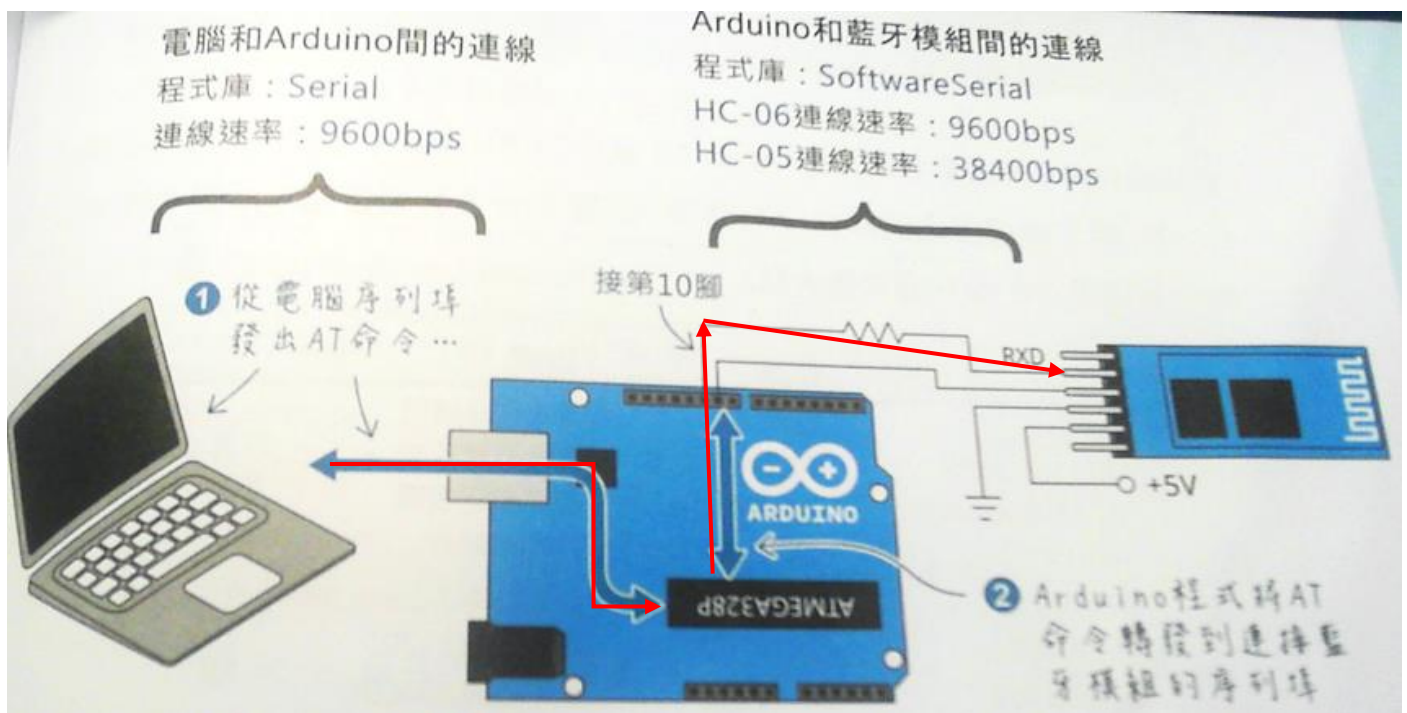 電腦和Arduino間的連線
程式庫：Serial
連線速率：9600bps
Arduino和藍牙模組間的連線
程式庫：SoftwareSerial
HC-06連線速率：9600bps
HC-05連線速率：38400bps
1 從電腦序列埠
發出AT命令…
接第10腳
RXD
+5V
ARDUINO
ATMEGA328P
2 Arduino程式將AT
命令轉發到連接藍
牙模組的序列埠